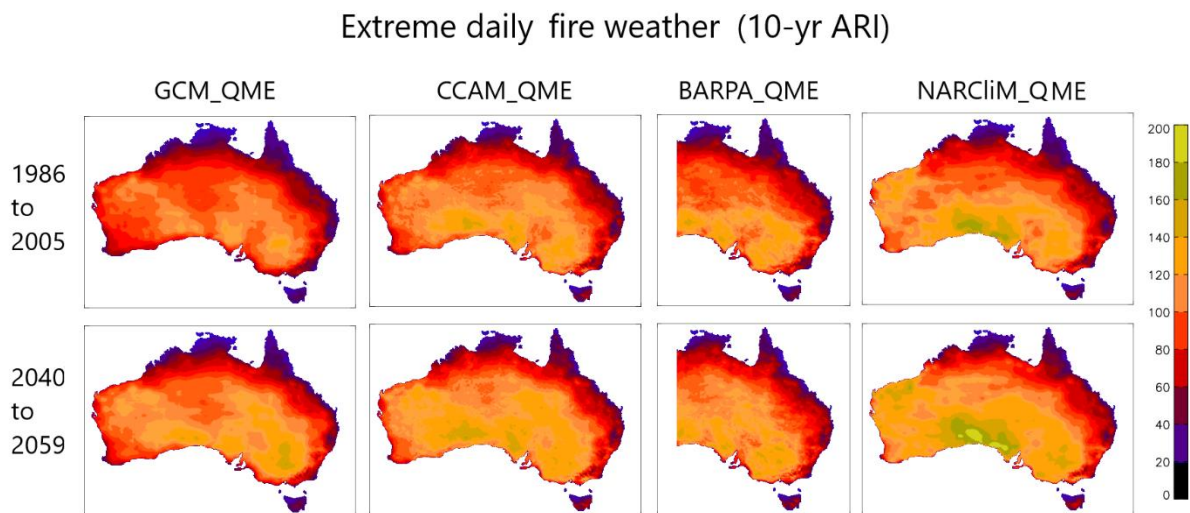 Extreme daily fire weather (10-yr ARI)
GCM_QME
CCAM_QME
BARPA_QME
NARCliM_QME
1986
to
2005
2040
to
2059
200
180
160
140
120
100
80
60
40
20
0